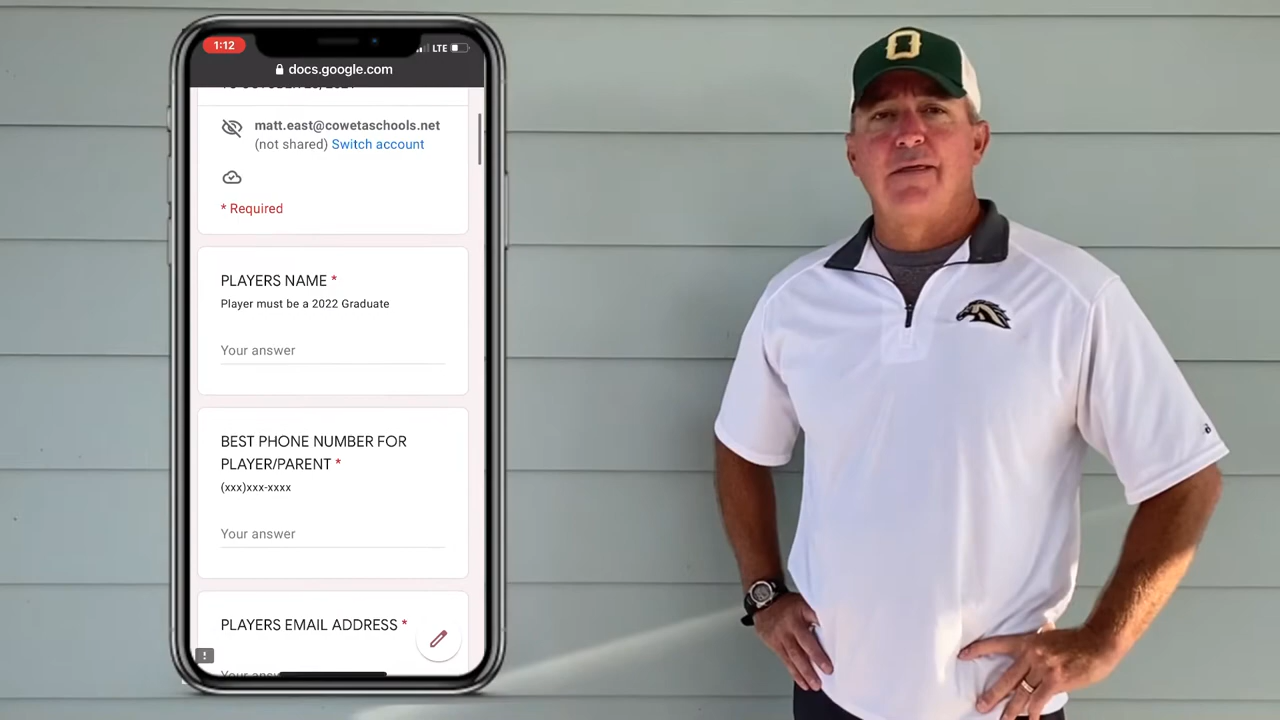 1:12
LTE
docs.google.com
matt.east@cowetaschools.net
(not shared) Switch account
* Required
PLAYERS NAME *
Player must be a 2022 Graduate
Your answer
BEST PHONE NUMBER FOR
PLAYER/PARENT *
(xxx)xxx-xxxx
Your answer
PLAYERS EMAIL ADDRESS *
!
O